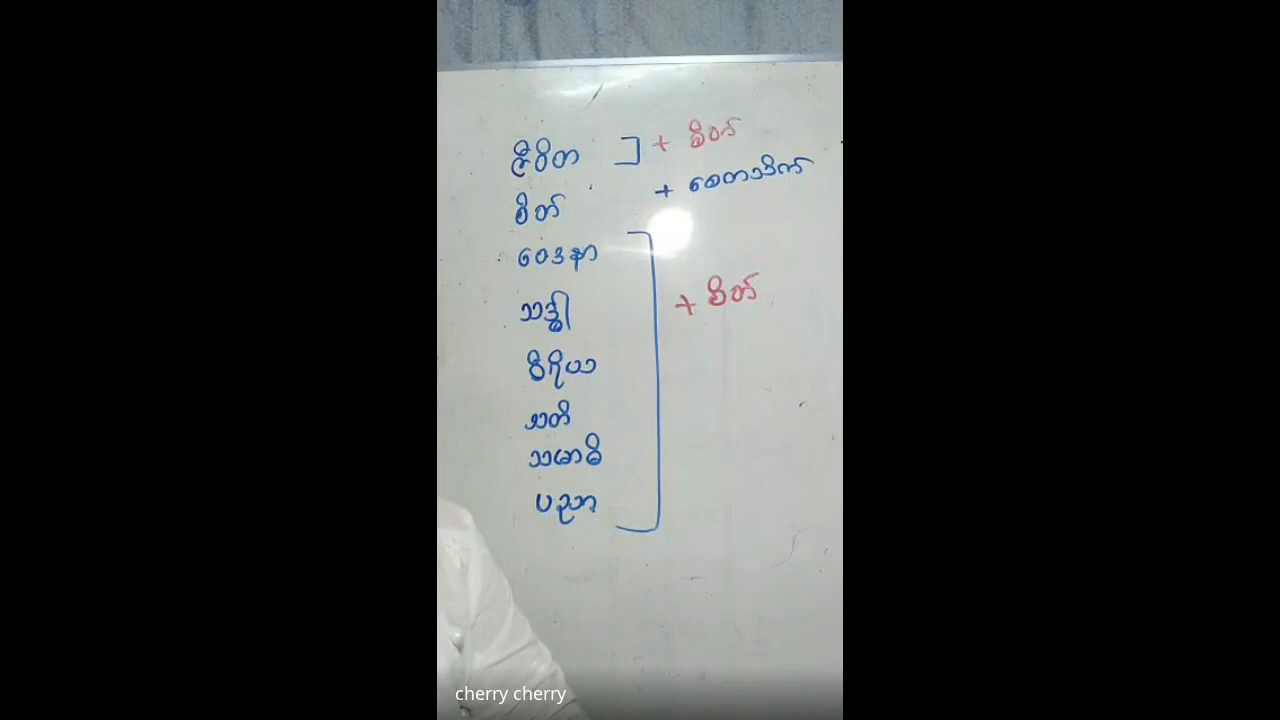 ဇီဝိတ ] + စိတ်
စိတ် + စေတသိက်
ဝေဒနာ
သဒ္ဓါ + စိတ်
ဝီရိယ
သတိ
သမာဓိ
ပညာ
cherry cherry